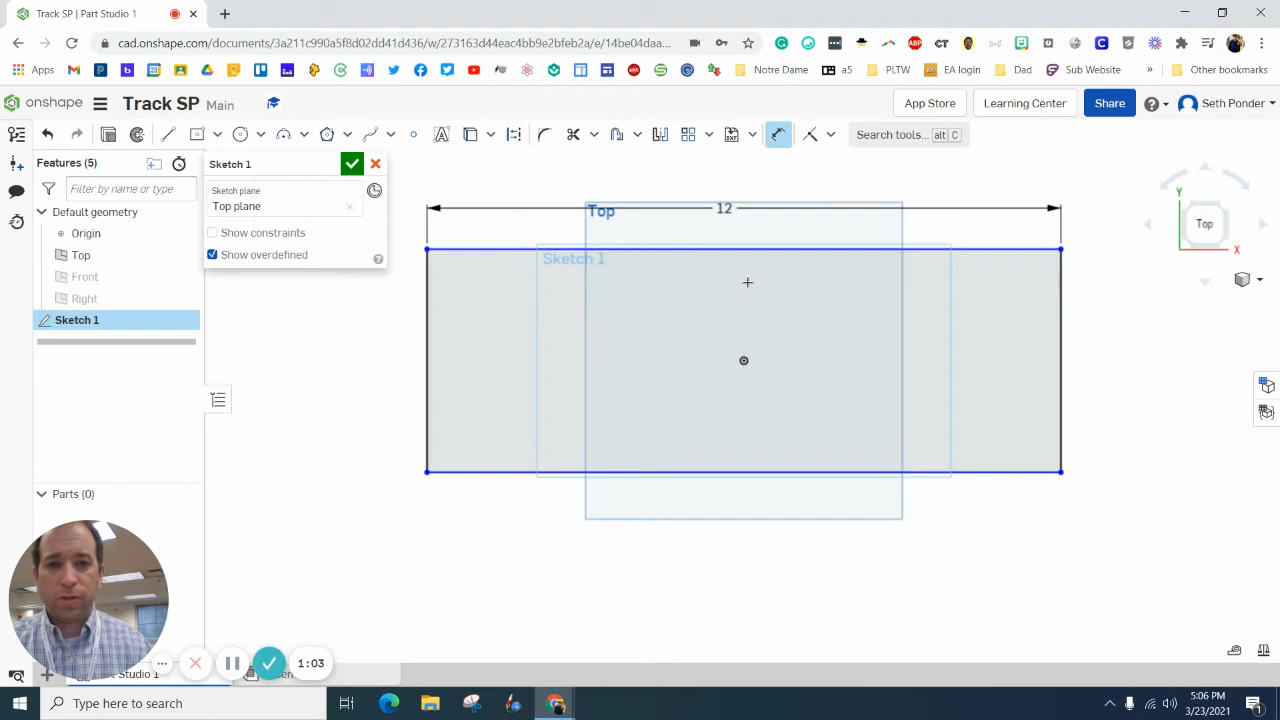 Track SP | Part Studio 1
cad.onshape.com/documents/3a211c990a5f8d02dd41d436/w/273163d44eac4bb9e2bfeb2a/e/14be04dea...
Apps
Notre Dame
a5
PLTW
EA login
Dad
Sub Website
»
Other bookmarks
onshape
Track SP
Main
App Store
Learning Center
Share
Seth Ponder
Search tools...
alt
C
Features (5)
Filter by name or type
Default geometry
Origin
Top
Front
Right
Sketch 1
Parts (0)
Sketch 1
Sketch plane
Top plane
Show constraints
Show overdefined
12
Top
Sketch 1
Y
Top
X
1:03
Studio 1
Type here to search
5:06 PM
3/23/2021
1